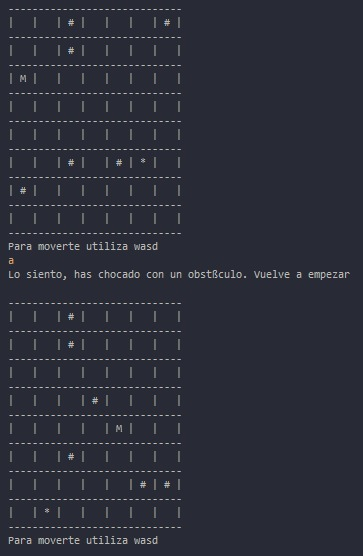 -----------------------------
|   |   | # |   |   |   | # |
-----------------------------
|   |   | # |   |   |   |   |
-----------------------------
| M |   |   |   |   |   |   |
-----------------------------
|   |   |   |   |   |   |   |
-----------------------------
|   |   |   |   |   |   |   |
-----------------------------
|   |   | # |   | # | * |   |
-----------------------------
| # |   |   |   |   |   |   |
-----------------------------
|   |   |   |   |   |   |   |
-----------------------------
Para moverte utiliza wasd
a
Lo siento, has chocado con un obstßculo. Vuelve a empezar
-----------------------------
|   |   | # |   |   |   |   |
-----------------------------
|   |   | # |   |   |   |   |
-----------------------------
|   |   |   |   |   |   |   |
-----------------------------
|   |   |   | # |   |   |   |
-----------------------------
|   |   |   |   | M |   |   |
-----------------------------
|   |   | # |   |   |   |   |
-----------------------------
|   |   |   |   |   | # | # |
-----------------------------
|   | * |   |   |   |   |   |
-----------------------------
Para moverte utiliza wasd